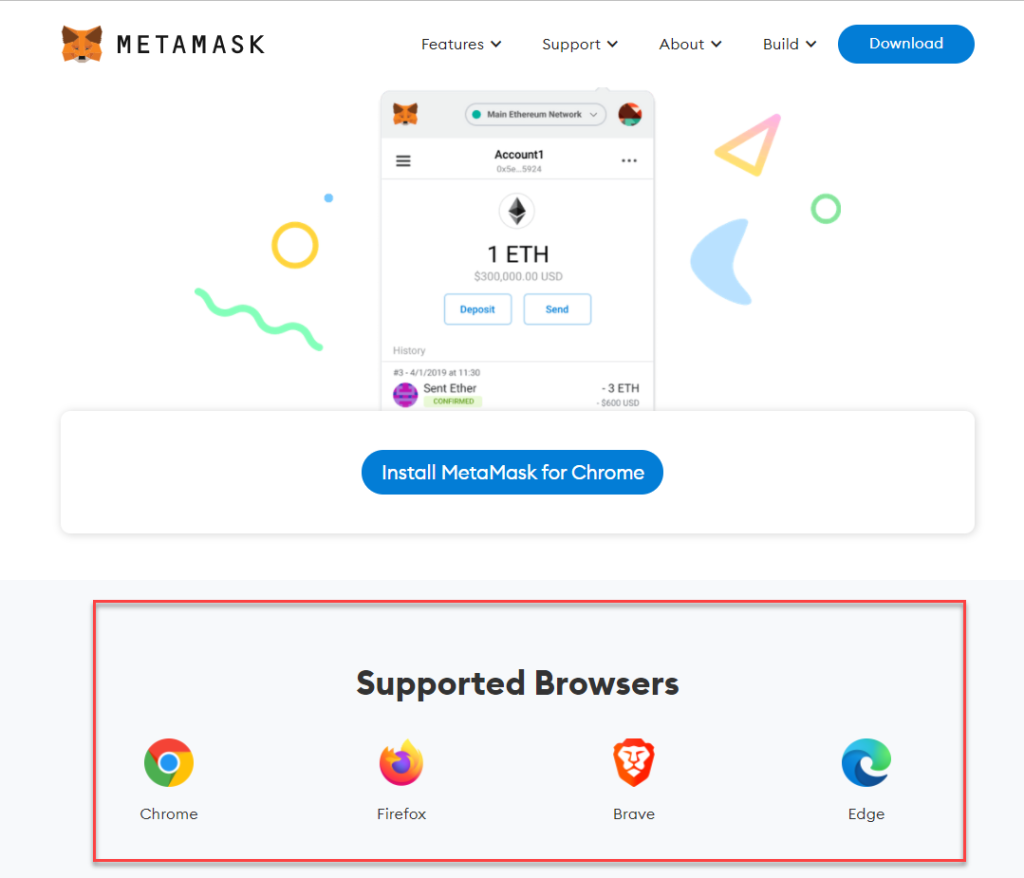 METAMASK
Features Support About Build Download
Main Ethereum Network
Account1
0x5e...5924
1 ETH
$300,000.00 USD
Deposit Send
History
#3 - 4/1/2019 at 11:30
Sent Ether - 3 ETH
CONFIRMED - $600 USD
Install MetaMask for Chrome
Supported Browsers
Chrome Firefox Brave Edge